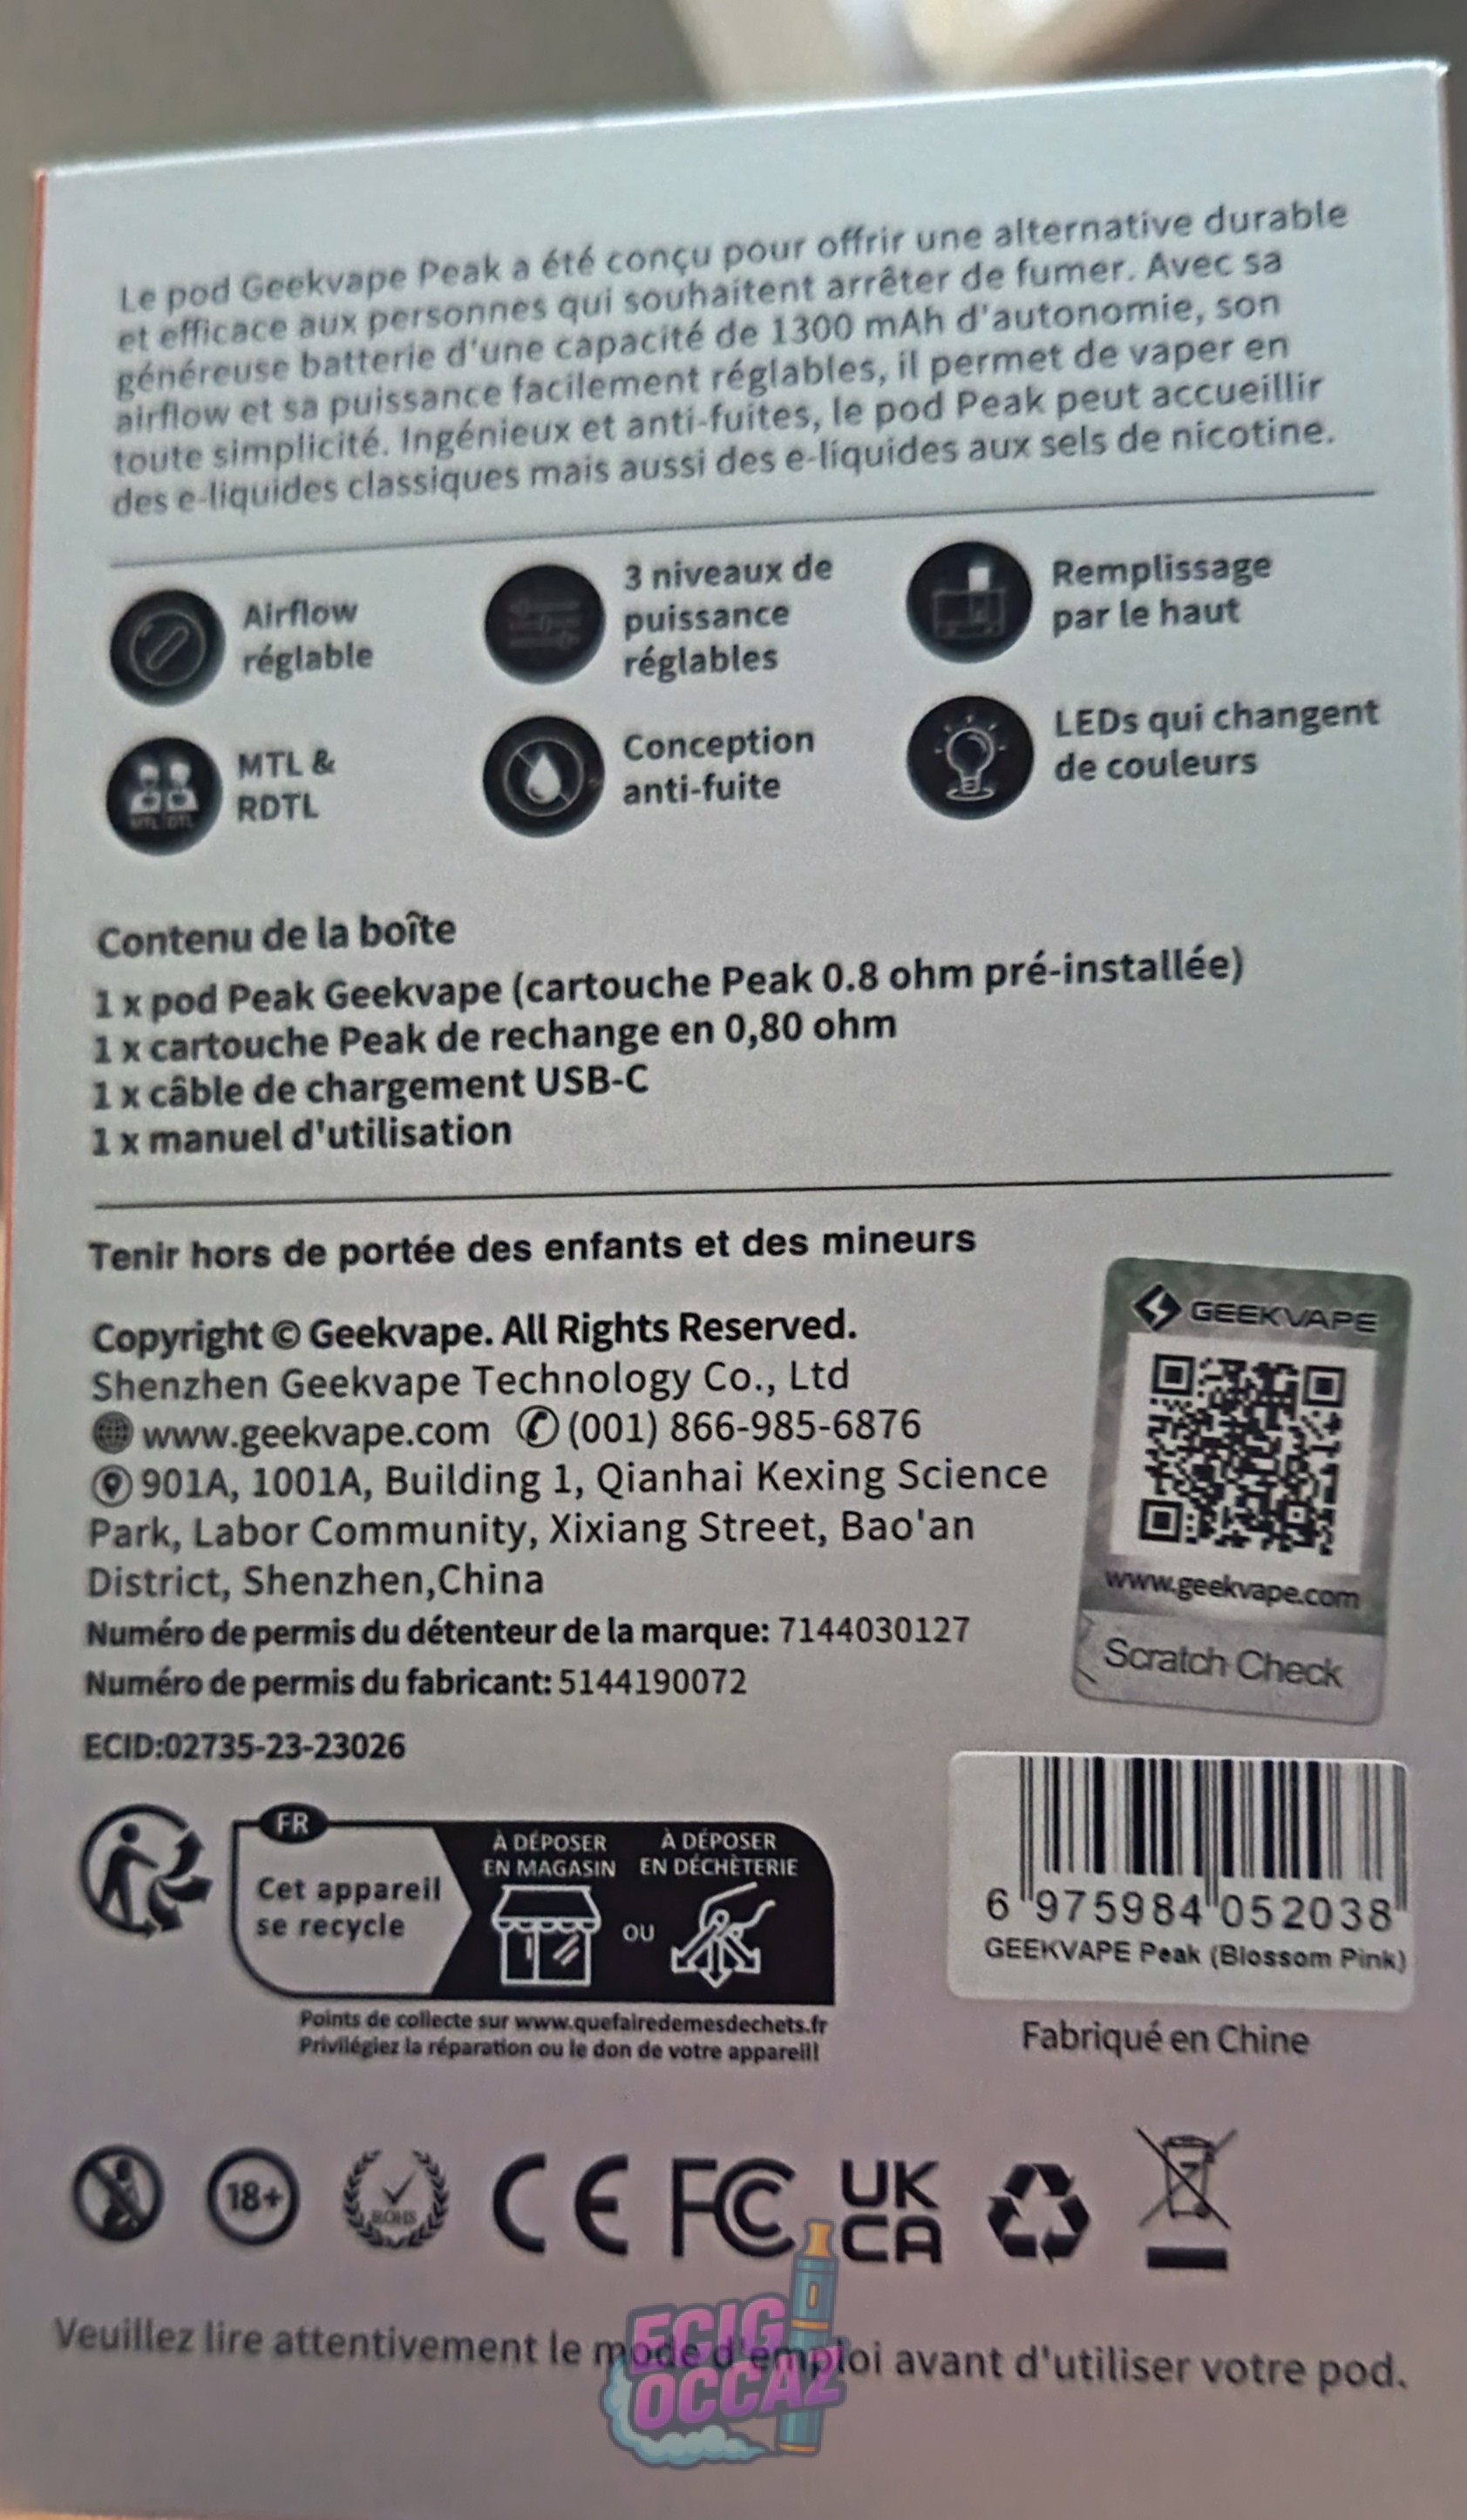 Le pod Geekvape Peak a été conçu pour offrir une alternative durable
et efficace aux personnes qui souhaitent arrêter de fumer. Avec sa
généreuse batterie d'une capacité de 1300 mAh d'autonomie, son
airflow et sa puissance facilement réglables, il permet de vaper en
toute simplicité. Ingénieux et anti-fuites, le pod Peak peut accueillir
des e-liquides classiques mais aussi des e-liquides aux sels de nicotine.
Airflow
réglable
3 niveaux de
puissance
réglables
Remplissage
par le haut
MTL &
RDTL
MTL DTL
Conception
anti-fuite
LEDs qui changent
de couleurs
Contenu de la boîte
1 x pod Peak Geekvape (cartouche Peak 0.8 ohm pré-installée)
1 x cartouche Peak de rechange en 0,80 ohm
1 x câble de chargement USB-C
1 x manuel d'utilisation
Tenir hors de portée des enfants et des mineurs
Copyright © Geekvape. All Rights Reserved.
Shenzhen Geekvape Technology Co., Ltd
www.geekvape.com (001) 866-985-6876
901A, 1001A, Building 1, Qianhai Kexing Science
Park, Labor Community, Xixiang Street, Bao'an
District, Shenzhen,China
Numéro de permis du détenteur de la marque: 7144030127
Numéro de permis du fabricant: 5144190072
ECID:02735-23-23026
GEEKVAPE
www.geekvape.com
Scratch Check
FR
Cet appareil
se recycle
À DÉPOSER
EN MAGASIN
OU
À DÉPOSER
EN DÉCHÈTERIE
Points de collecte sur www.quefairedemesdechets.fr
Privilégiez la réparation ou le don de votre appareil!
6 975984 052038
GEEKVAPE Peak (Blossom Pink)
Fabriqué en Chine
18+
ROHS
CE
FC
UK
CA
Veuillez lire attentivement le mode d'emploi avant d'utiliser votre pod.
ECIG
OCCAZ